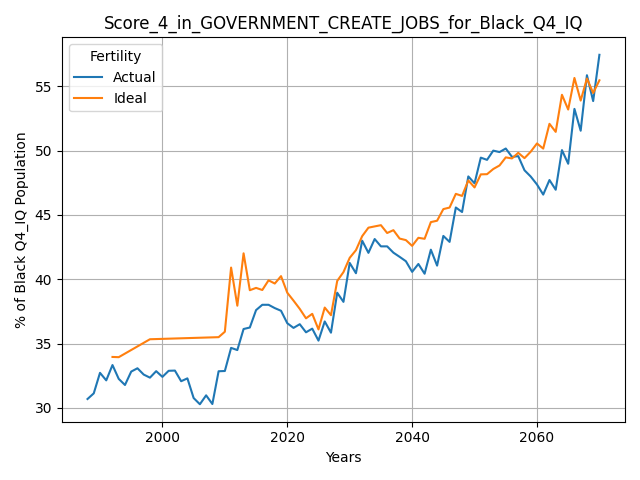 Score_4_in_GOVERNMENT_CREATE_JOBS_for_Black_Q4_IQ
Fertility
Actual
Ideal
% of Black Q4_IQ Population
55
50
45
40
35
30
2000
2020
2040
2060
Years